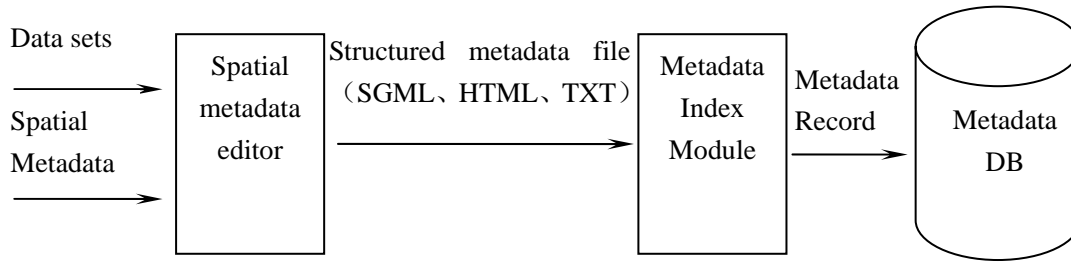 Data sets
Spatial
Metadata
Spatial
metadata
editor
Structured metadata file
（SGML、HTML、TXT）
Metadata
Index
Module
Metadata
Record
Metadata
DB